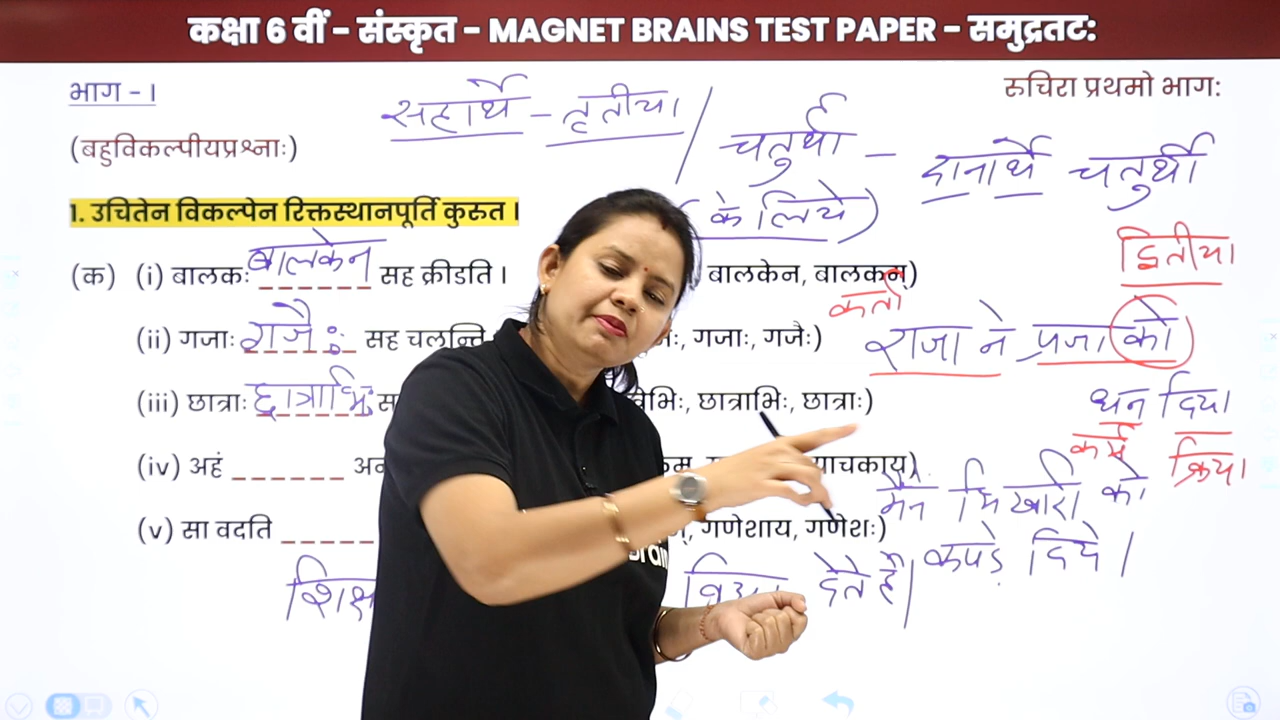 कक्षा 6 वीं - संस्कृत - MAGNET BRAINS TEST PAPER - समुद्रतट:
भाग - I
रुचिरा प्रथमो भाग:
सहार्थे - तृतीया / चतुर्थी - दानार्थे चतुर्थी
(बहुविकल्पीयप्रश्ना:)
(के लिये)
1. उचितेन विकल्पेन रिक्तस्थानपूर्ति कुरुत ।
द्वितीया
(क) (i) बालक: बालकेन सह क्रीडति । बालकेन, बालकम्)
कर्ता
(ii) गजा: गजै: सह चलन्ति गजा:, गजै:)
राजा ने प्रजा को
(iii) छात्रा: छात्राभि: छात्राभि:, छात्रा:)
धन दिया
कर्म क्रिया
(iv) अहं ______ याचकाय)
मैंने भिखारी को
(v) सा वदति गणेशाय, गणेश:)
कपड़े दिये |
देते हैं |